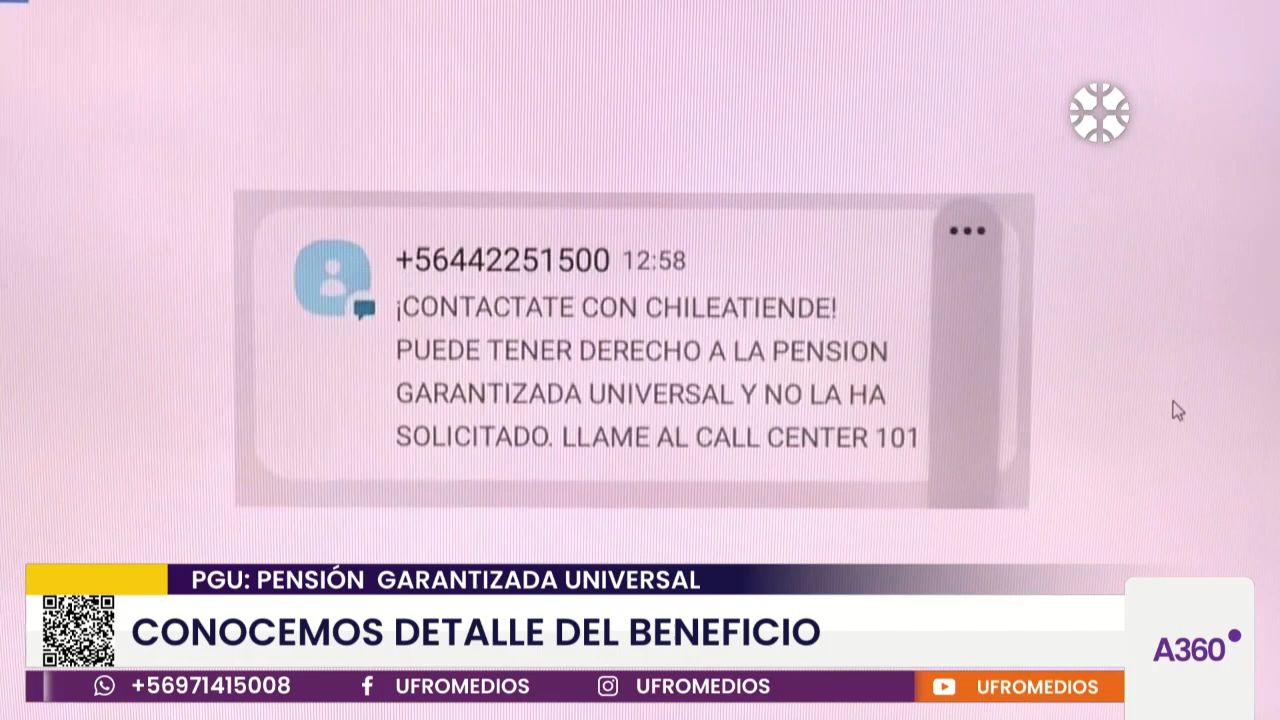 +56442251500 12:58
¡CONTACTATE CON CHILEATIENDE!
PUEDE TENER DERECHO A LA PENSION
GARANTIZADA UNIVERSAL Y NO LA HA
SOLICITADO. LLAME AL CALL CENTER 101
PGU: PENSIÓN GARANTIZADA UNIVERSAL
CONOCEMOS DETALLE DEL BENEFICIO
A360
+56971415008 UFROMEDIOS UFROMEDIOS UFROMEDIOS